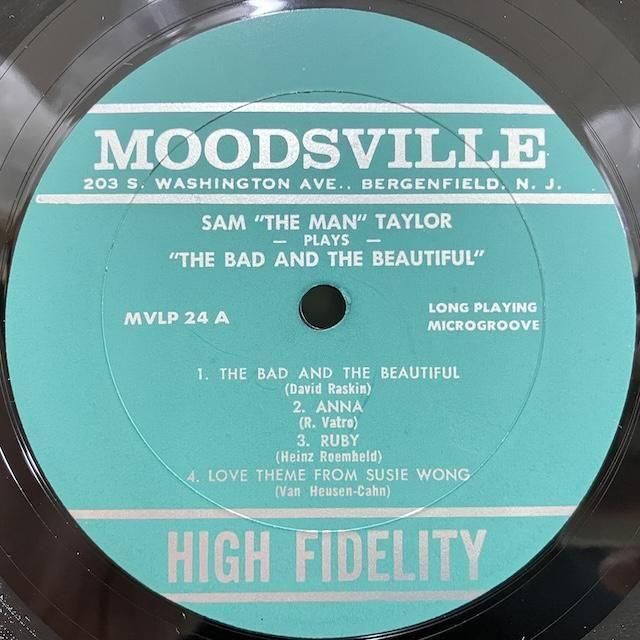 MOODSVILLE
203 S. WASHINGTON AVE., BERGENFIELD, N. J.
SAM "THE MAN" TAYLOR
— PLAYS —
"THE BAD AND THE BEAUTIFUL"
MVLP 24 A
LONG PLAYING
MICROGROOVE
1. THE BAD AND THE BEAUTIFUL
(David Raskin)
2. ANNA
(R. Vatro)
3. RUBY
(Heinz Roemheld)
4. LOVE THEME FROM SUSIE WONG
(Van Heusen-Cahn)
HIGH FIDELITY